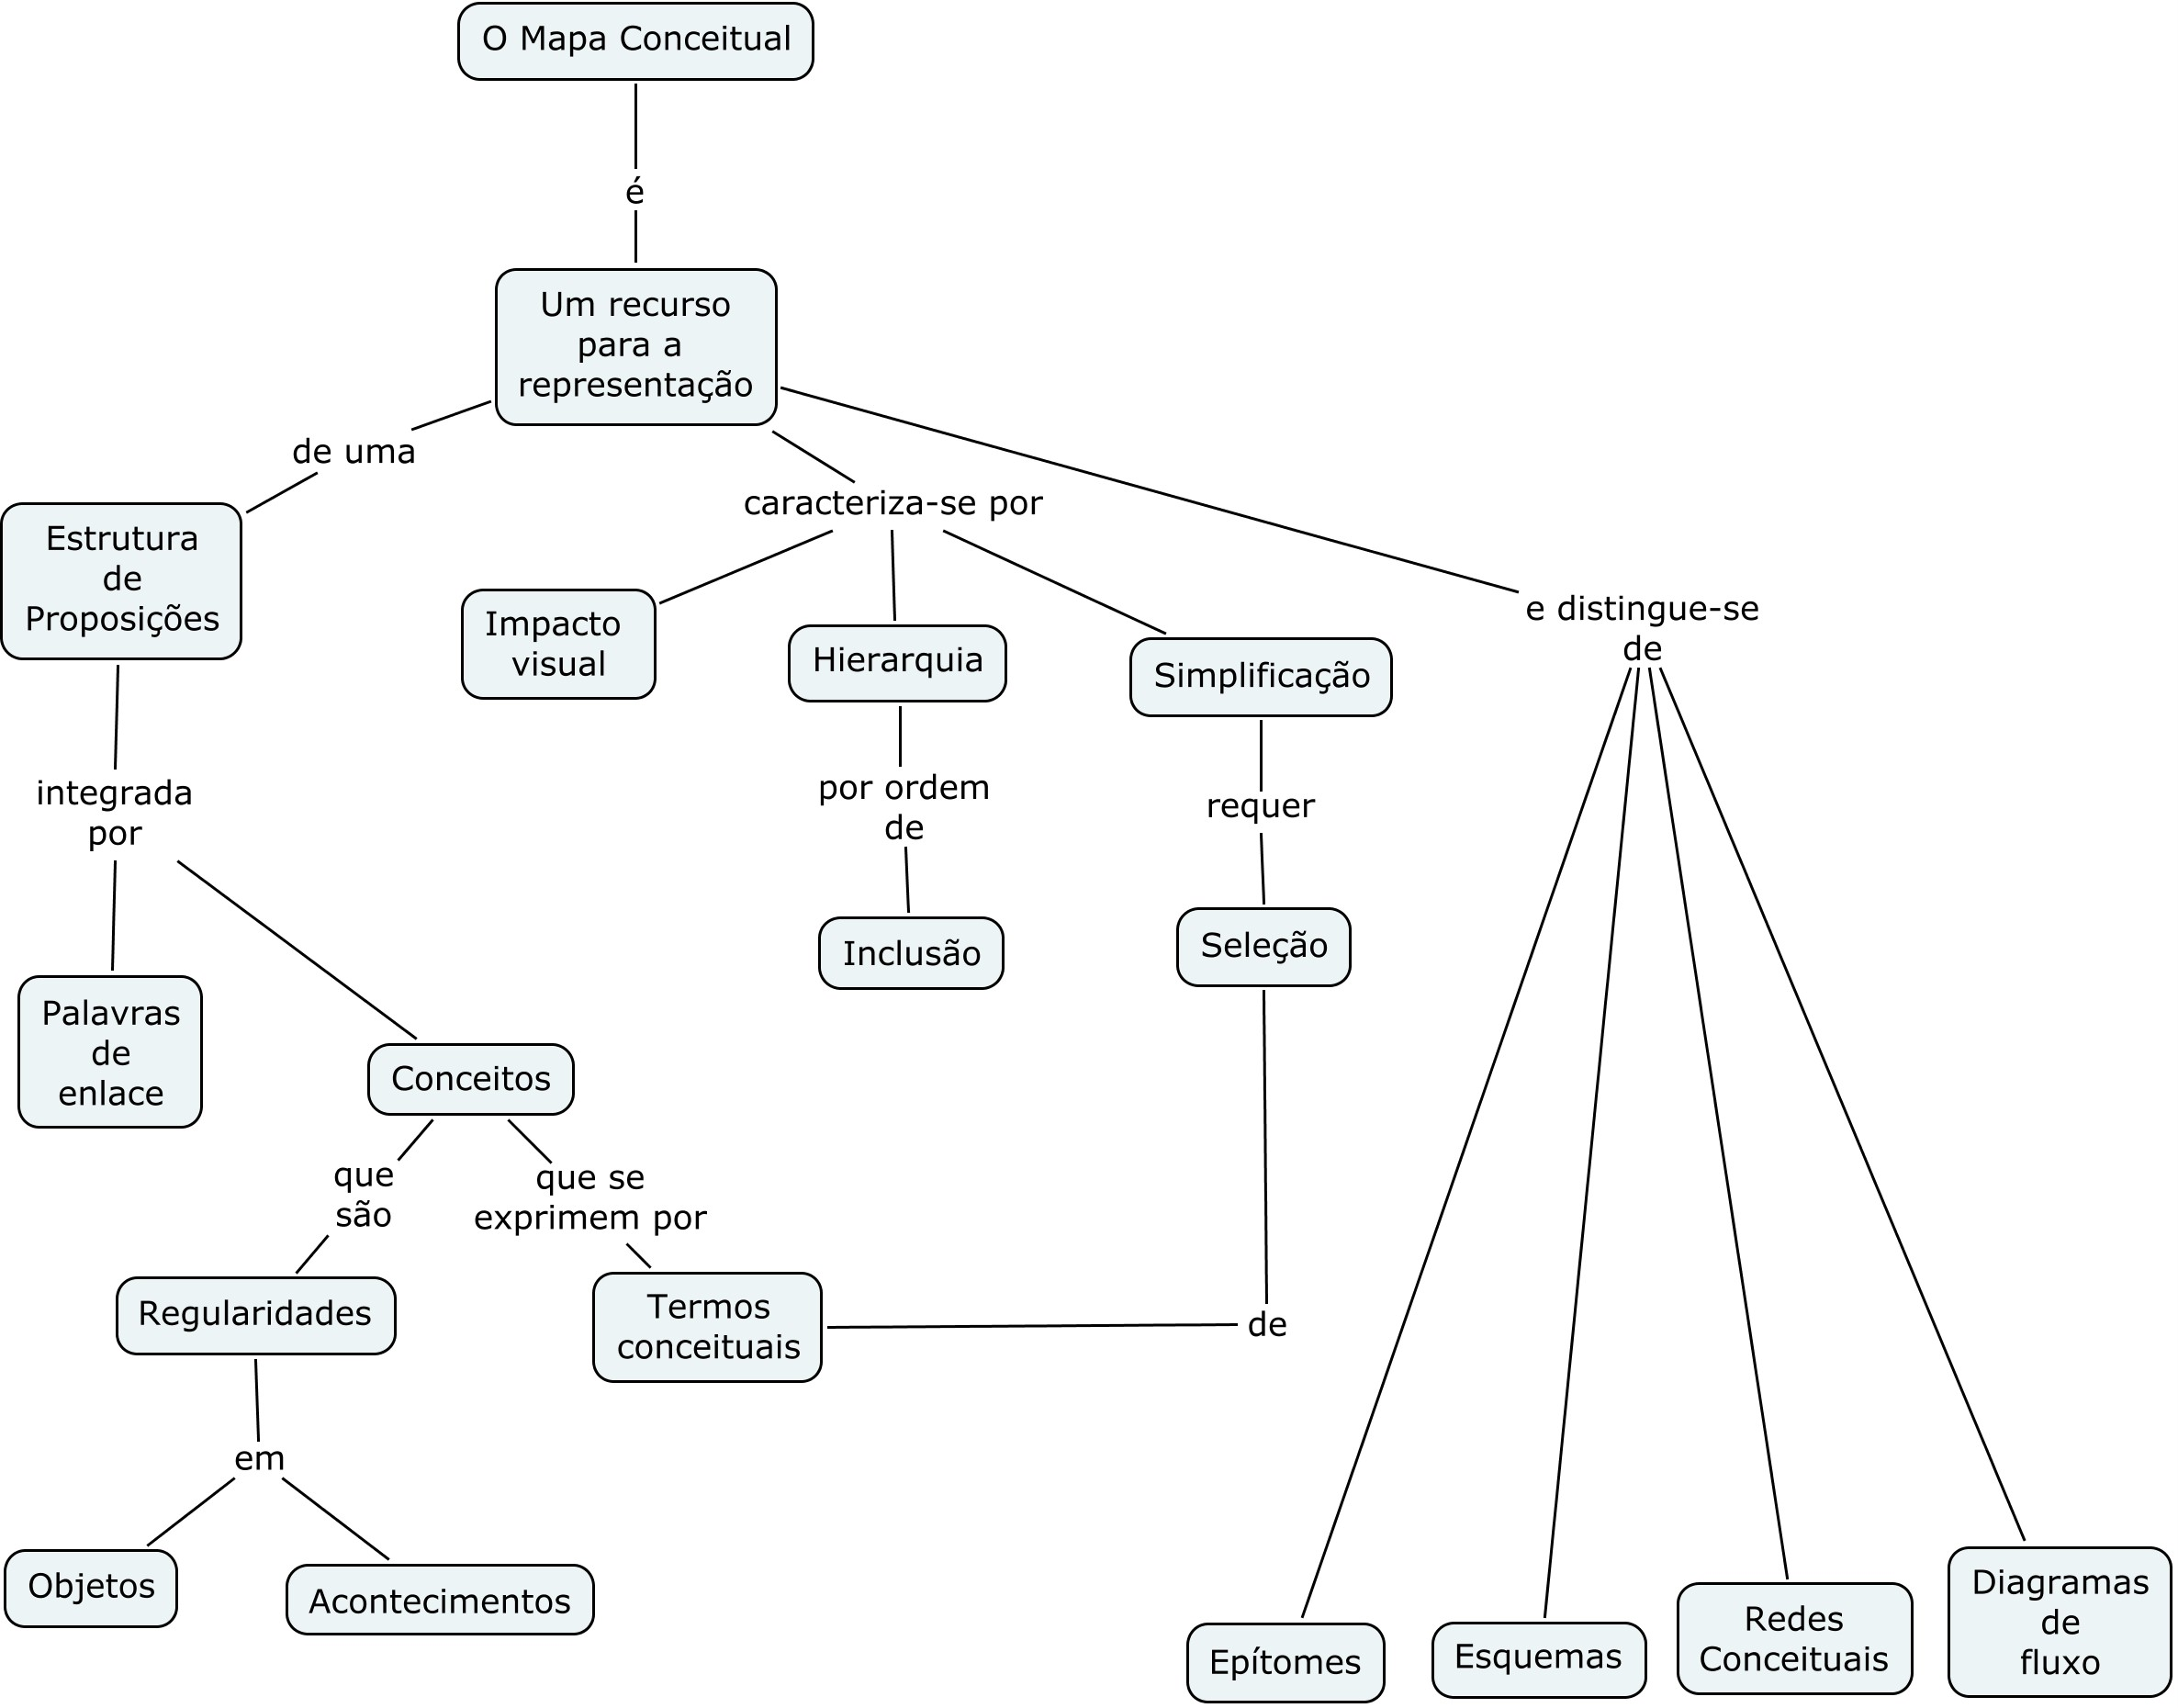 O Mapa Conceitual
é
Um recurso
para a
representação
de uma
caracteriza-se por
e distingue-se
de
Estrutura
de
Proposições
Impacto
visual
Hierarquia
Simplificação
integrada
por
por ordem
de
requer
Inclusão
Seleção
Palavras
de
enlace
Conceitos
que
são
que se
exprimem por
Regularidades
Termos
conceituais
de
em
Objetos
Acontecimentos
Epítomes
Esquemas
Redes
Conceituais
Diagramas
de
fluxo